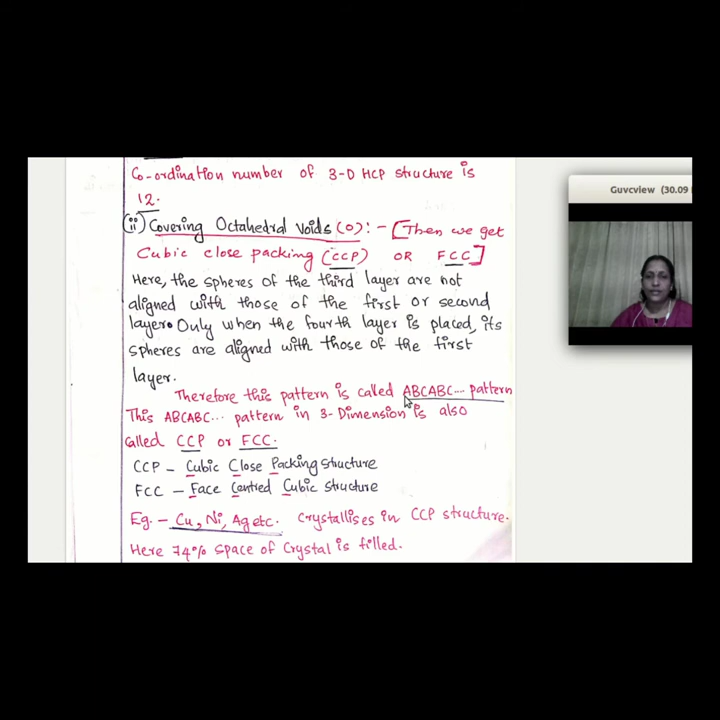 Co-ordination number of 3-D HCP structure is
12.
(ii) Covering Octahedral Voids (O):- [Then we get
Cubic close packing (CCP) OR FCC]
Here, the spheres of the third layer are not
aligned with those of the first or second
layer. Only when the fourth layer is placed, its
spheres are aligned with those of the first
layer.
Therefore this pattern is called ABCABC... pattern
This ABCABC... pattern in 3-Dimension is also
called CCP or FCC.
CCP - Cubic Close Packing structure
FCC - Face Centred Cubic structure
Eg. - Cu, Ni, Ag etc. Crystallises in CCP structure.
Here 74% space of crystal is filled.
Guvcview (30.09